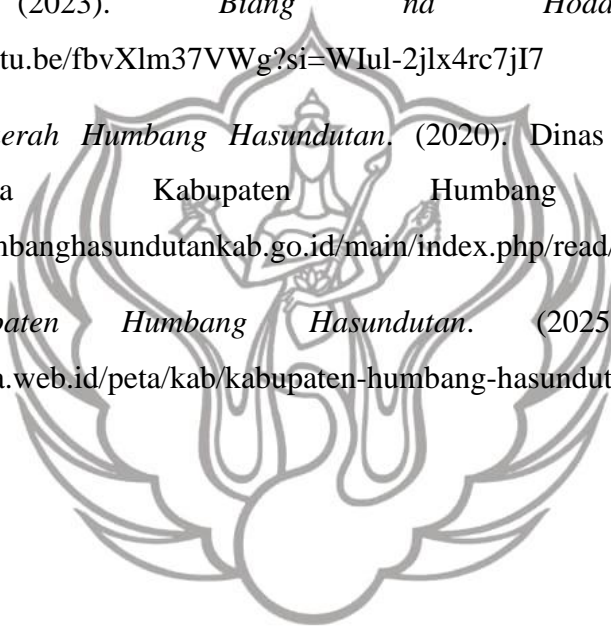 (2023). Biang na Hoda
tu.be/fbvXlm37VWg?si=WIul-2jlx4rc7jI7
erah Humbang Hasundutan. (2020). Dinas
a Kabupaten Humbang
nbanghasundutankab.go.id/main/index.php/read/
paten Humbang Hasundutan. (2025
a.web.id/peta/kab/kabupaten-humbang-hasundut